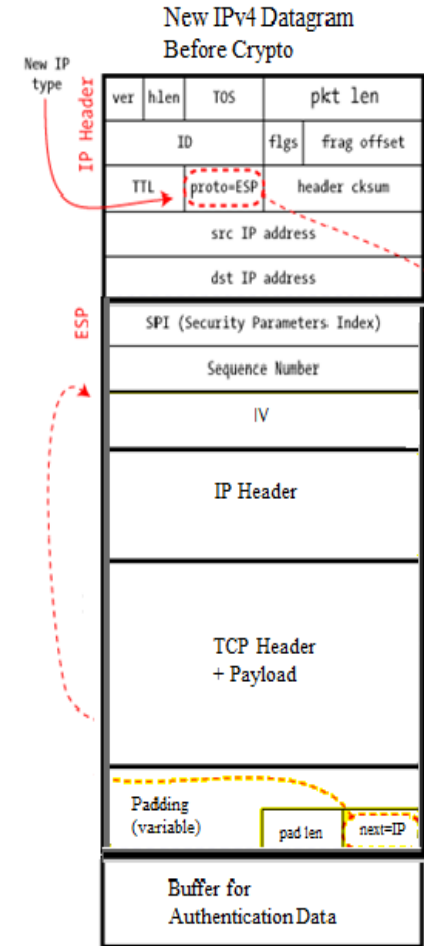 New IPv4 Datagram
Before Crypto
New IP
type
IP Header
ver hlen TOS pkt len
ID flgs frag offset
TTL proto=ESP header cksum
src IP address
dst IP address
ESP
SPI (Security Parameters Index)
Sequence Number
IV
IP Header
TCP Header
+ Payload
Padding
(variable)
pad len next=IP
Buffer for
Authentication Data